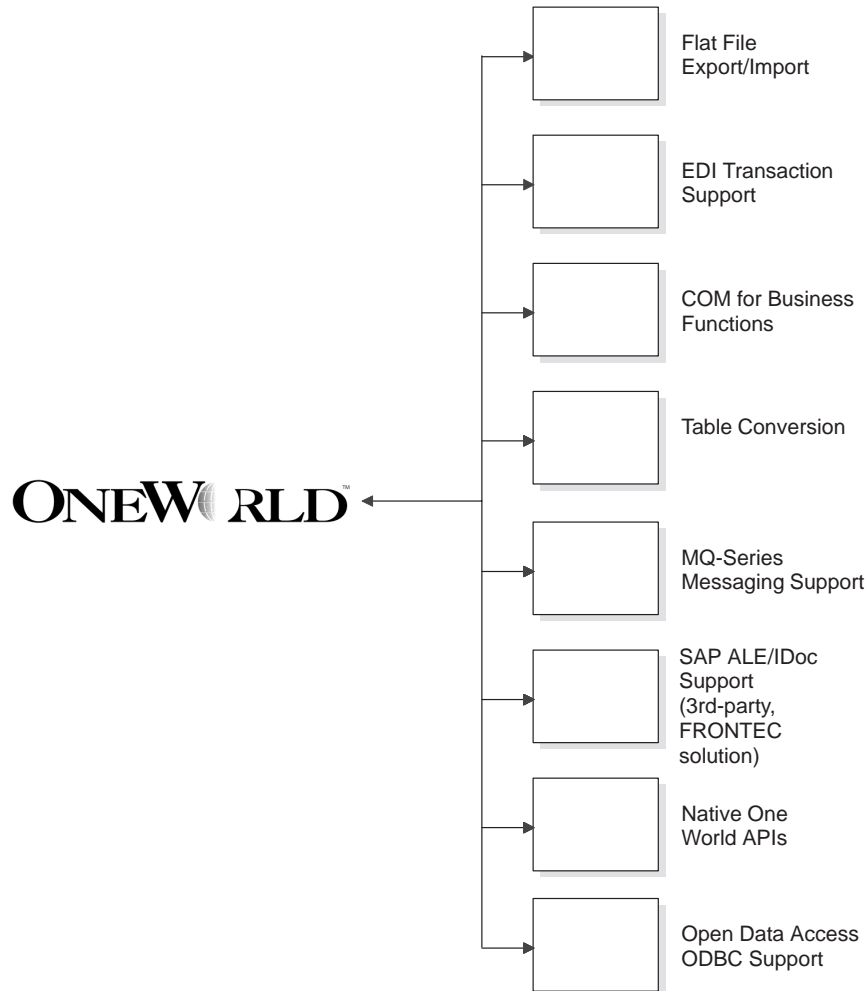 Flat File
Export/Import
EDI Transaction
Support
COM for Business
Functions
Table Conversion
ONEWORLD™
MQ-Series
Messaging Support
SAP ALE/IDoc
Support
(3rd-party,
FRONTEC
solution)
Native One
World APIs
Open Data Access
ODBC Support